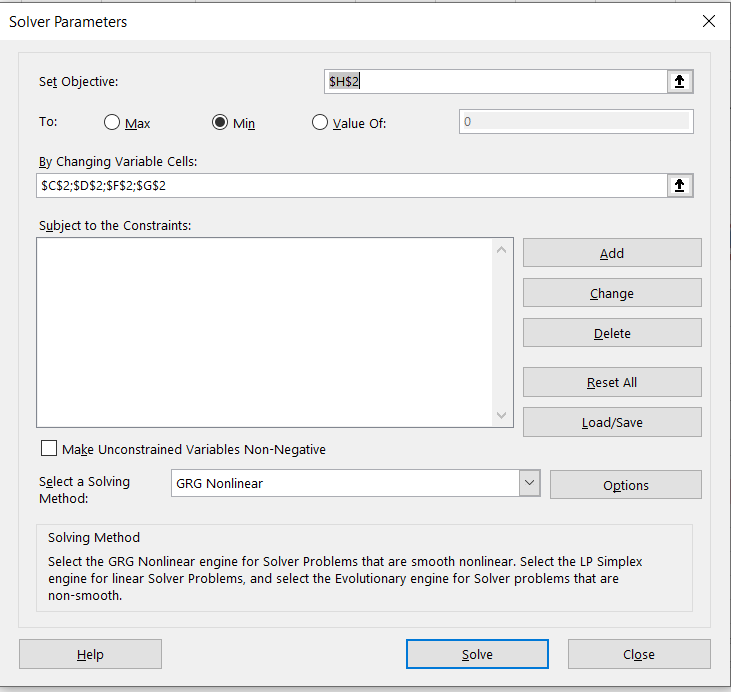 Solver Parameters
Set Objective:
$H$2
To:
Max
Min
Value Of:
0
By Changing Variable Cells:
$C$2;$D$2;$F$2;$G$2
Subject to the Constraints:
Add
Change
Delete
Reset All
Load/Save
Make Unconstrained Variables Non-Negative
Select a Solving
Method:
GRG Nonlinear
Options
Solving Method
Select the GRG Nonlinear engine for Solver Problems that are smooth nonlinear. Select the LP Simplex
engine for linear Solver Problems, and select the Evolutionary engine for Solver problems that are
non-smooth.
Help
Solve
Close